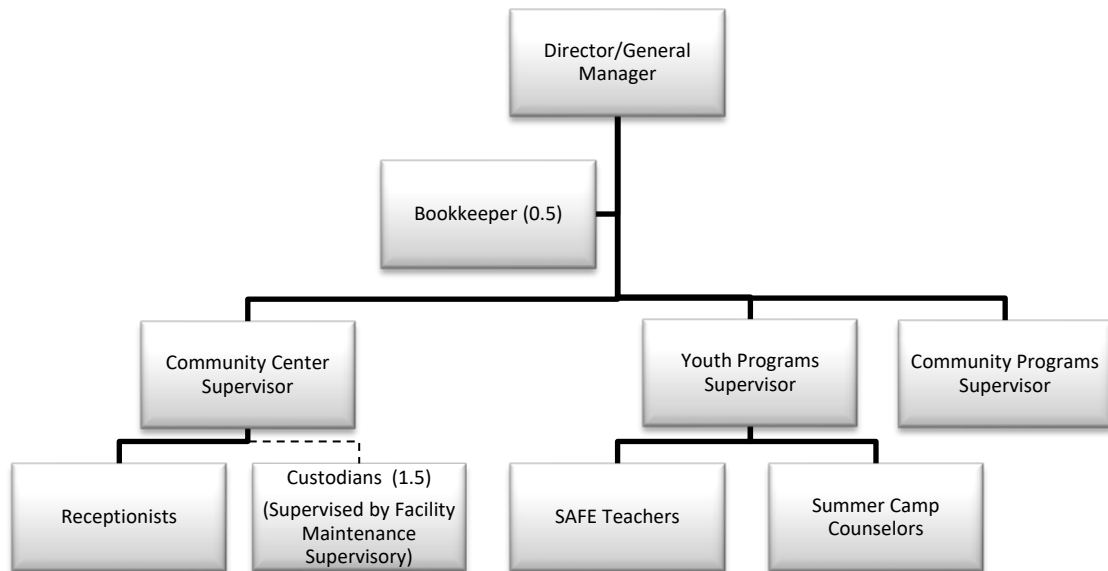 Director/General
Manager
Bookkeeper (0.5)
Community Center
Supervisor
Youth Programs
Supervisor
Community Programs
Supervisor
Receptionists
Custodians (1.5)
(Supervised by Facility
Maintenance
Supervisory)
SAFE Teachers
Summer Camp
Counselors